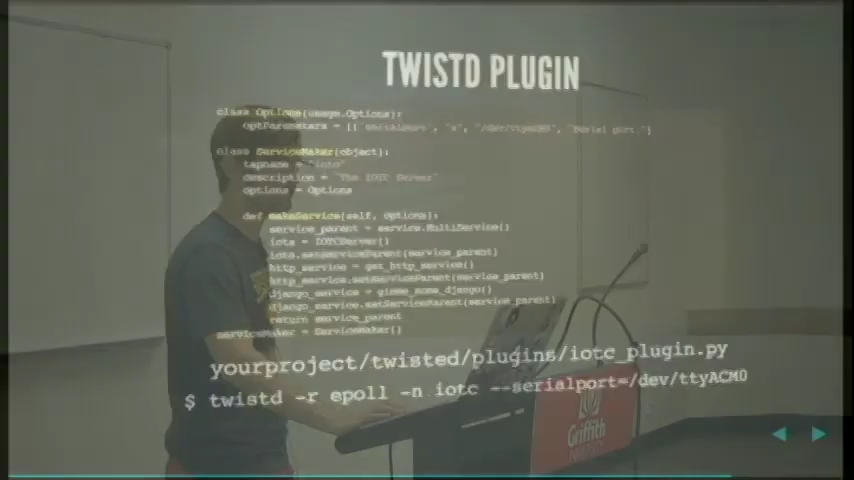 TWISTD PLUGIN
class Options(usage.Options):
optParameters = [["serialport", "s", "/dev/ttyACM0", "Serial port."]
class ServiceMaker(object):
tapname = "iotc"
description = "The IOTC Server"
options = Options
def makeService(self, options):
service_parent = service.MultiService()
iotc = IOTCServer()
iotc.setServiceParent(service_parent)
http_service = get_http_service()
http_service.setServiceParent(service_parent)
django_service = gimme_some_django()
django_service.setServiceParent(service_parent)
return service_parent
serviceMaker = ServiceMaker()
yourproject/twisted/plugins/iotc_plugin.py
$ twistd -r epoll -n iotc --serialport=/dev/ttyACM0
Griffith